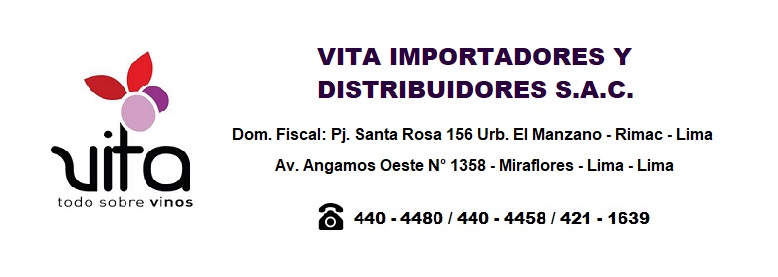 vita
todo sobre vinos
VITA IMPORTADORES Y
DISTRIBUIDORES S.A.C.
Dom. Fiscal: Pj. Santa Rosa 156 Urb. El Manzano - Rimac - Lima
Av. Angamos Oeste N° 1358 - Miraflores - Lima - Lima
440 - 4480 / 440 - 4458 / 421 - 1639